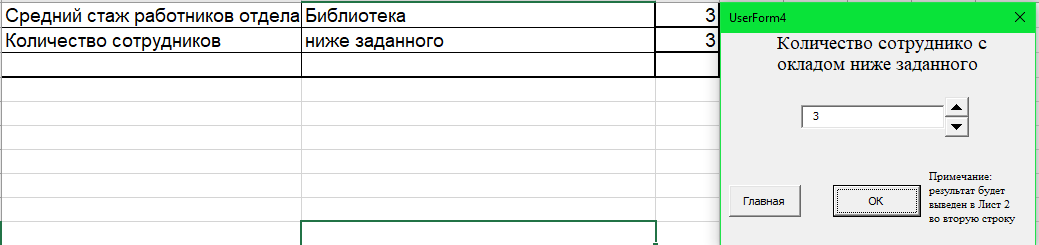 Средний стаж работников отдела Библиотека 3
Количество сотрудников ниже заданного 3
UserForm4
Количество сотруднико с
окладом ниже заданного
3
Главная
OK
Примечание:
результат будет
выведен в Лист 2
во вторую строку